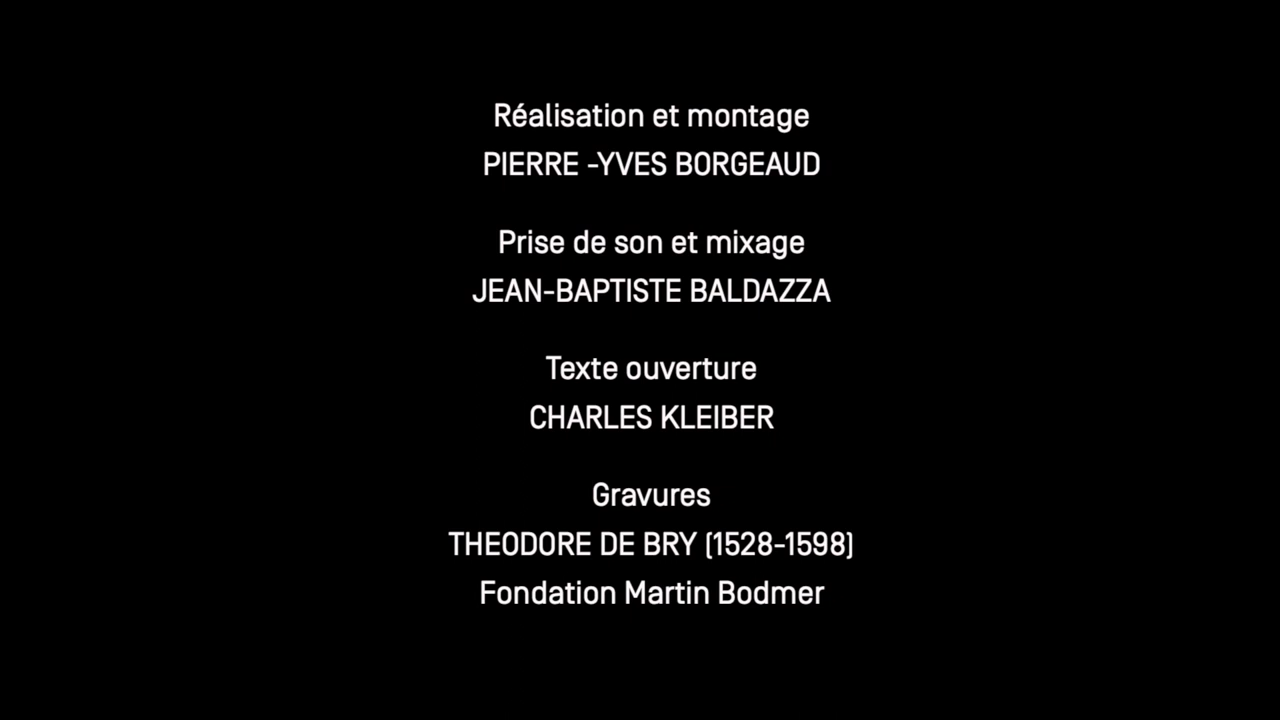 Réalisation et montage
PIERRE -YVES BORGEAUD
Prise de son et mixage
JEAN-BAPTISTE BALDAZZA
Texte ouverture
CHARLES KLEIBER
Gravures
THEODORE DE BRY (1528-1598)
Fondation Martin Bodmer